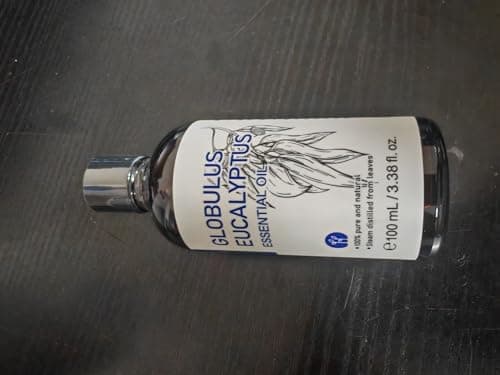 GLOBULUS
EUCALYPTUS
ESSENTIAL OIL
• 100% pure and natural
• Steam distilled from leaves
℮100 mL / 3.38 fl. oz.